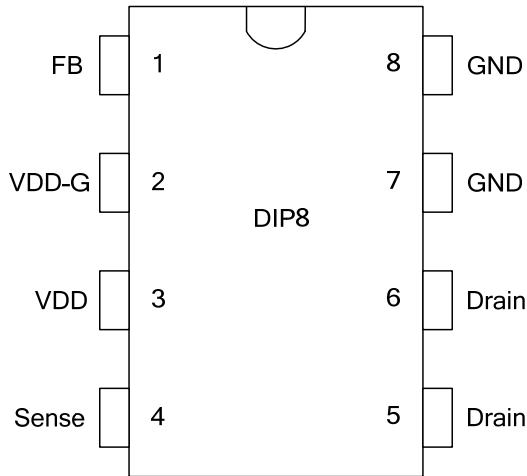 FB 1 8 GND
VDD-G 2 7 GND
DIP8
VDD 3 6 Drain
Sense 4 5 Drain